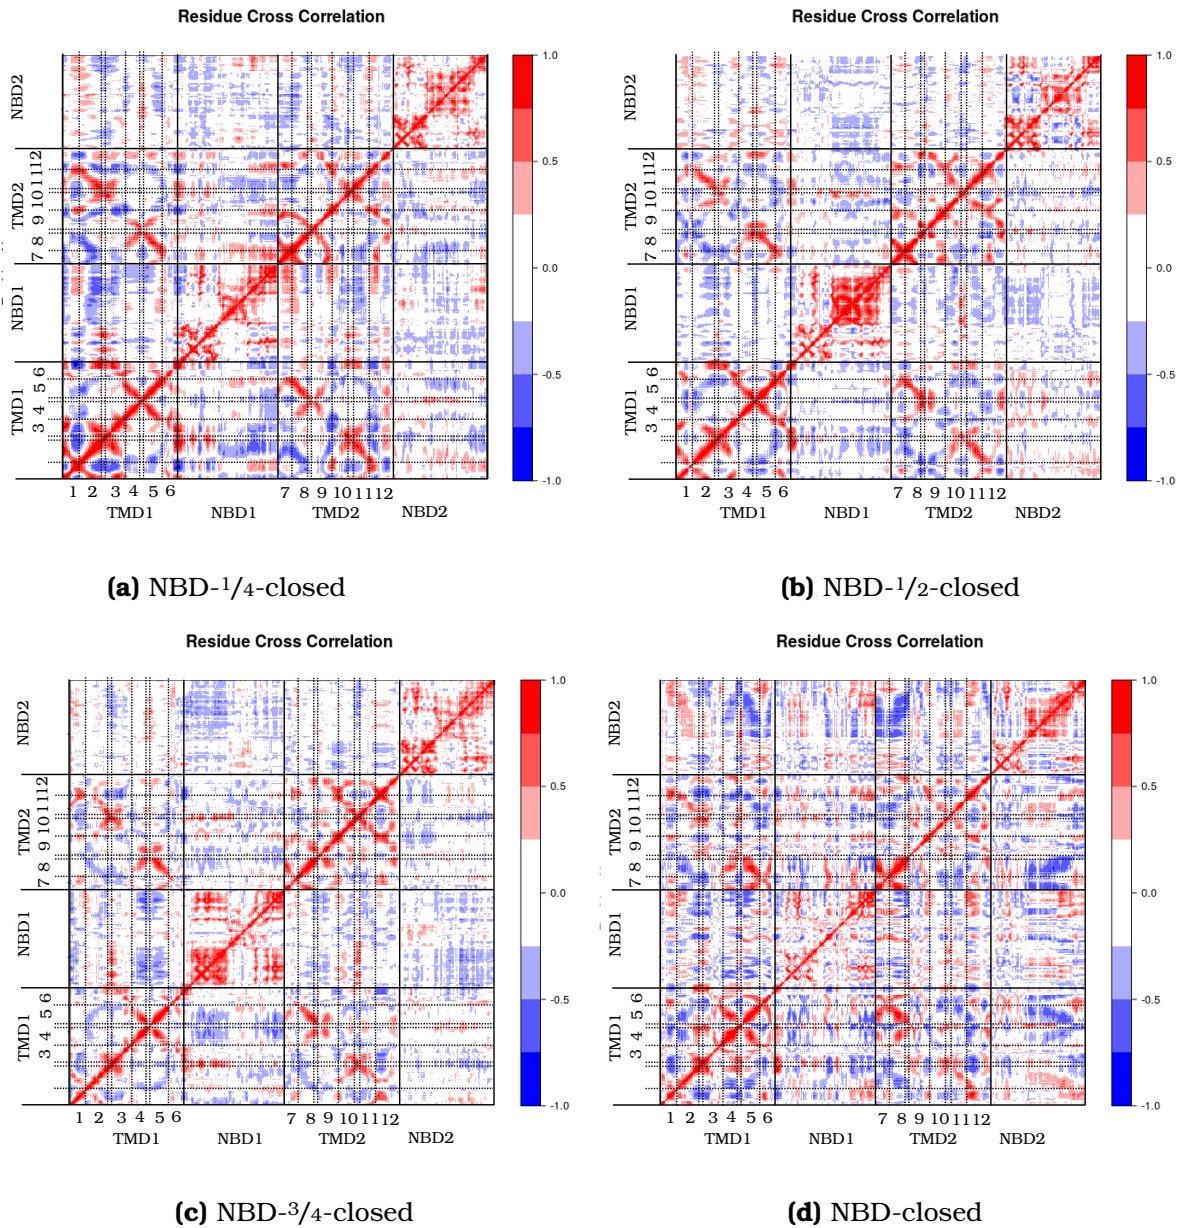 Residue Cross Correlation
Residue Cross Correlation
NBD2
TMD2
NBD1
TMD1
12
11
10
9
8
7
6
5
4
3
1.0
0.5
0.0
-0.5
-1.0
1 2 3 4 5 6 7 8 9 10 11 12
TMD1 NBD1 TMD2 NBD2
NBD2
TMD2
NBD1
TMD1
12
11
10
9
8
7
6
5
4
3
1.0
0.5
0.0
-0.5
-1.0
1 2 3 4 5 6 7 8 9 10 11 12
TMD1 NBD1 TMD2 NBD2
(a) NBD-1/4-closed
(b) NBD-1/2-closed
Residue Cross Correlation
Residue Cross Correlation
NBD2
TMD2
NBD1
TMD1
12
11
10
9
8
7
6
5
4
3
1.0
0.5
0.0
-0.5
-1.0
1 2 3 4 5 6 7 8 9 10 11 12
TMD1 NBD1 TMD2 NBD2
NBD2
TMD2
NBD1
TMD1
12
11
10
9
8
7
6
5
4
3
1.0
0.5
0.0
-0.5
-1.0
1 2 3 4 5 6 7 8 9 10 11 12
TMD1 NBD1 TMD2 NBD2
(c) NBD-3/4-closed
(d) NBD-closed